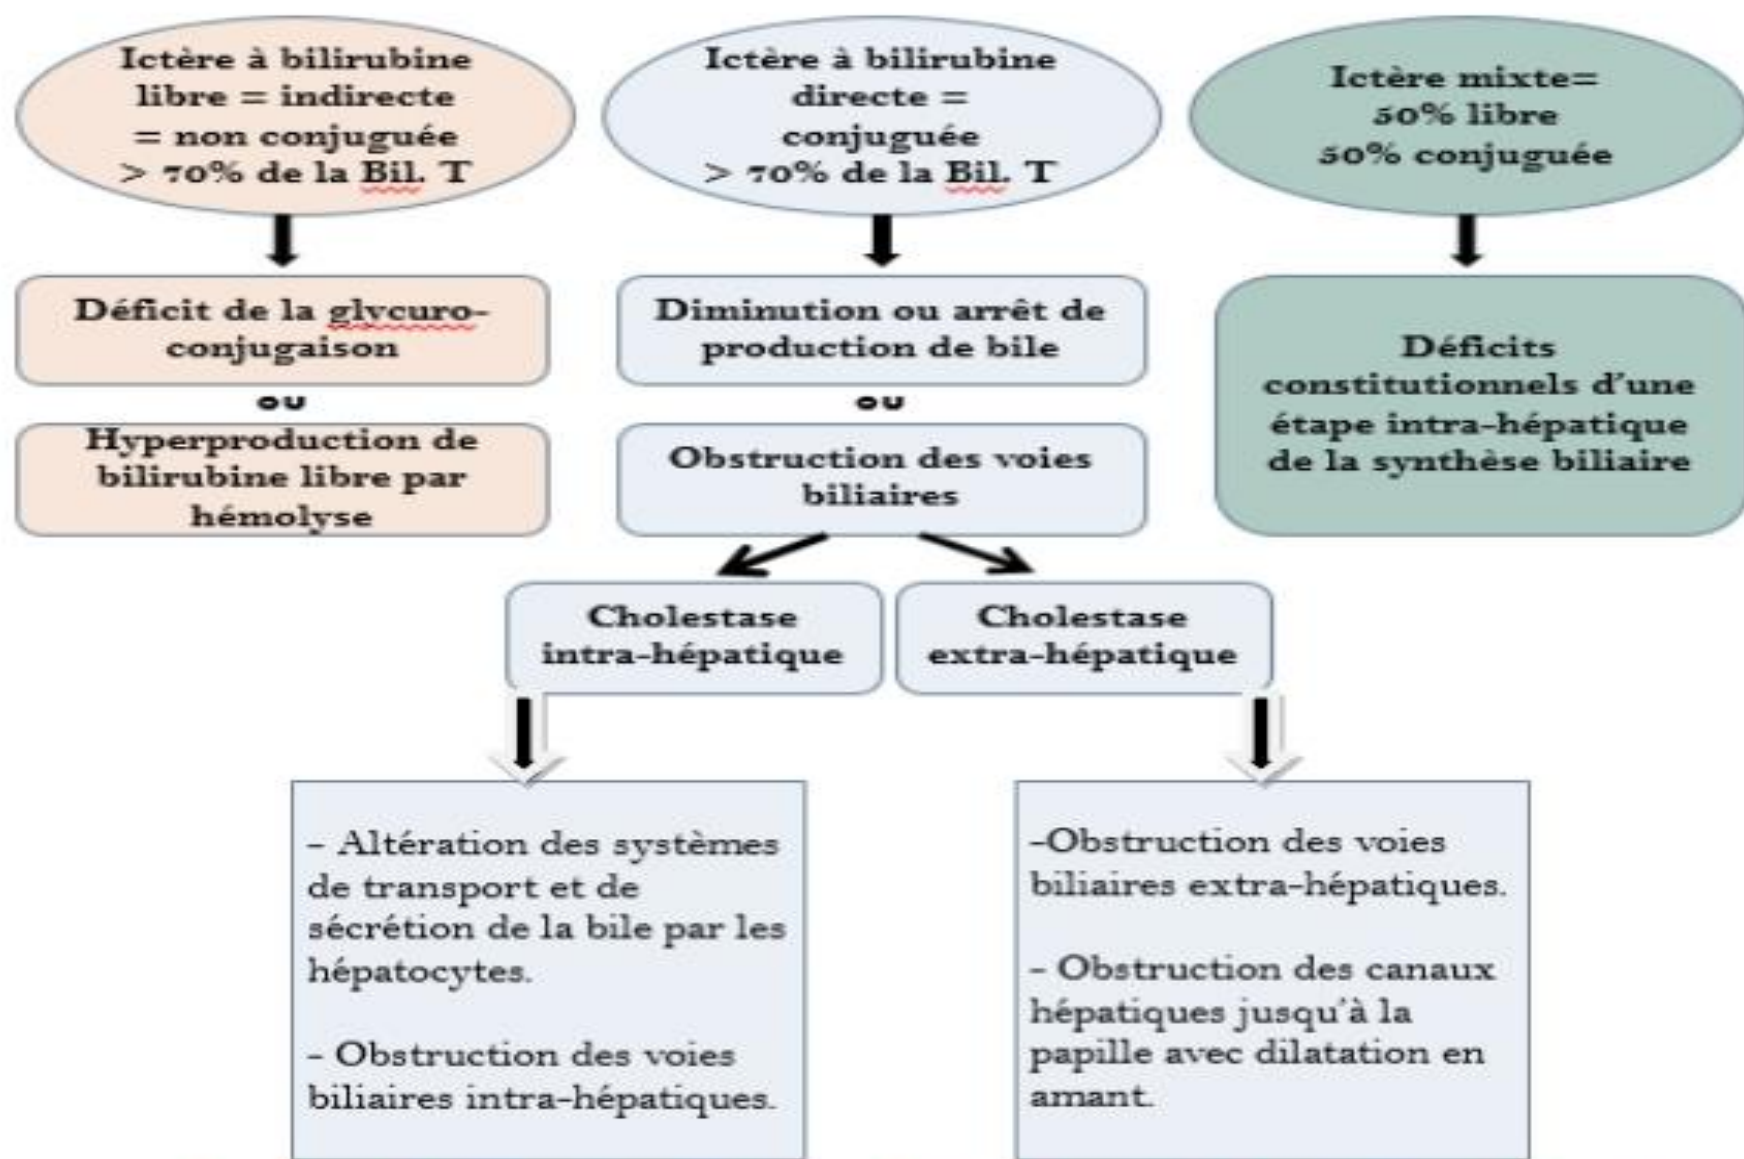 Ictère à bilirubine
libre = indirecte
= non conjuguée
> 70% de la Bil. T
Déficit de la glycuro-
conjugaison
ou
Hyperproduction de
bilirubine libre par
hémolyse
Ictère à bilirubine
directe =
conjuguée
> 70% de la Bil. T
Diminution ou arrêt de
production de bile
ou
Obstruction des voies
biliaires
Ictère mixte=
50% libre
50% conjuguée
Déficits
constitutionnels d'une
étape intra-hépatique
de la synthèse biliaire
Cholestase
intra-hépatique
Cholestase
extra-hépatique
- Altération des systèmes
de transport et de
sécrétion de la bile par les
hépatocytes.
- Obstruction des voies
biliaires intra-hépatiques.
-Obstruction des voies
biliaires extra-hépatiques.
- Obstruction des canaux
hépatiques jusqu'à la
papille avec dilatation en
amant.